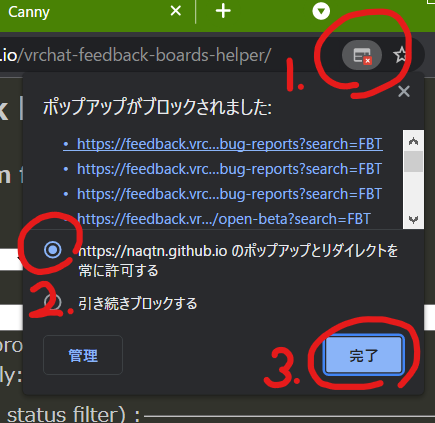 Canny
.io/vrchat-feedback-boards-helper/
1.
ポップアップがブロックされました:
https://feedback.vrc...bug-reports?search=FBT
https://feedback.vrc...bug-reports?search=FBT
https://feedback.vrc...bug-reports?search=FBT
https://feedback.vr.../open-beta?search=FBT
https://naqtn.github.io のポップアップとリダイレクトを
常に許可する
2.
引き続きブロックする
管理
3.
完了
pro
ly:
status filter) :